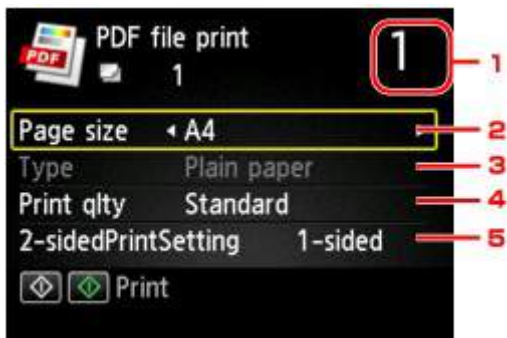 PDF file print
PDF
1
1
1
Page size A4
2
Type Plain paper
3
Print qlty Standard
4
2-sidedPrintSetting 1-sided
5
Print